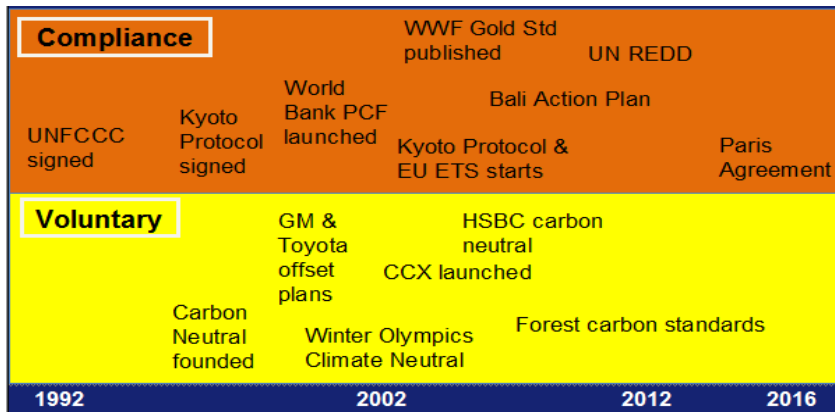 Compliance
UNFCCC
signed
Kyoto
Protocol
signed
World
Bank PCF
launched
WWF Gold Std
published
UN REDD
Bali Action Plan
Kyoto Protocol &
EU ETS starts
Paris
Agreement
Voluntary
Carbon
Neutral
founded
GM &
Toyota
offset
plans
HSBC carbon
neutral
CCX launched
Winter Olympics
Climate Neutral
Forest carbon standards
1992
2002
2012
2016